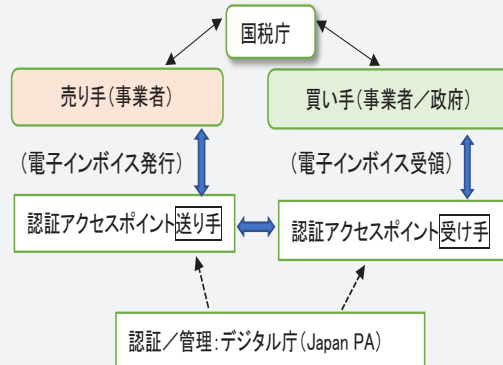 国税庁
売り手(事業者)
買い手(事業者／政府)
(電子インボイス発行)
(電子インボイス受領)
認証アクセスポイント送り手
認証アクセスポイント受け手
認証／管理:デジタル庁(Japan PA)